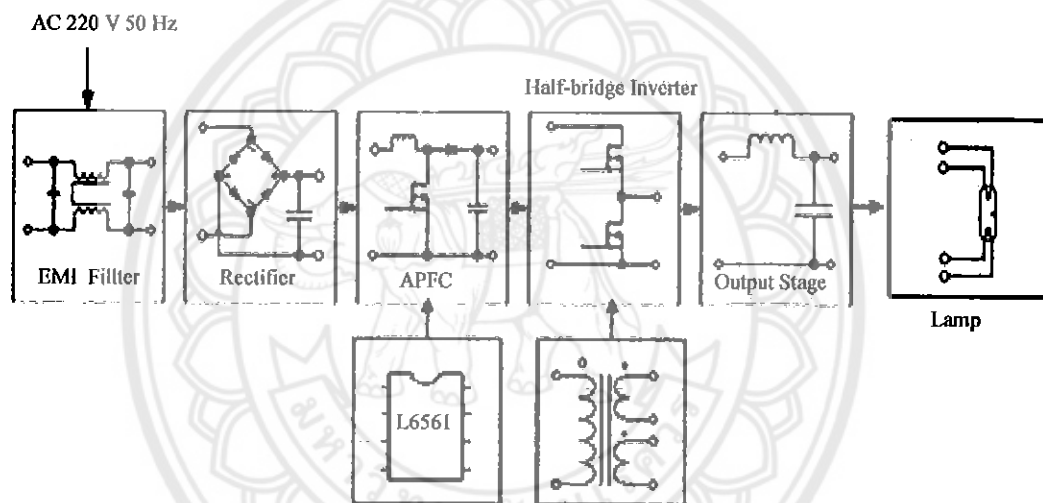 AC 220 V 50 Hz
Half-bridge Inverter
EMI Fillter
Rectifier
APFC
Output Stage
Lamp
L6561